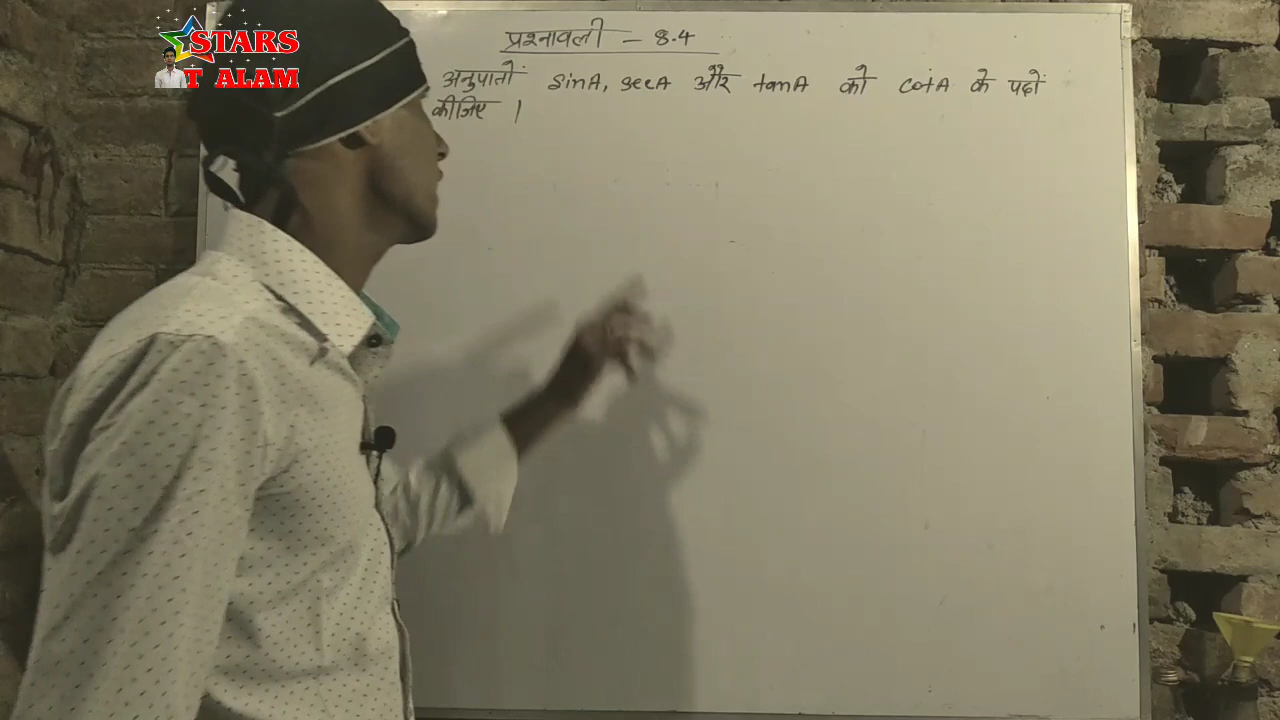 STARS
T ALAM
प्रश्नावली - 8.4
अनुपातों sinA, secA और tanA को cotA के पदों
कीजिए ।